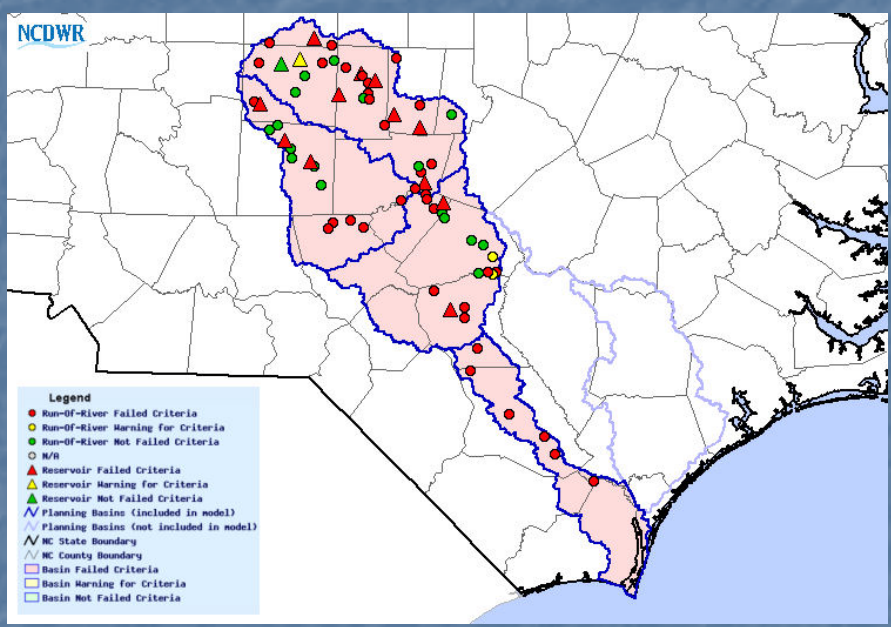 NCDWR
Legend
Run-Of-River Failed Criteria
Run-Of-River Warning for Criteria
Run-Of-River Not Failed Criteria
N/A
Reservoir Failed Criteria
Reservoir Warning for Criteria
Reservoir Not Failed Criteria
Planning Basins (included in model)
Planning Basins (not included in model)
NC State Boundary
NC County Boundary
Basin Failed Criteria
Basin Warning for Criteria
Basin Not Failed Criteria